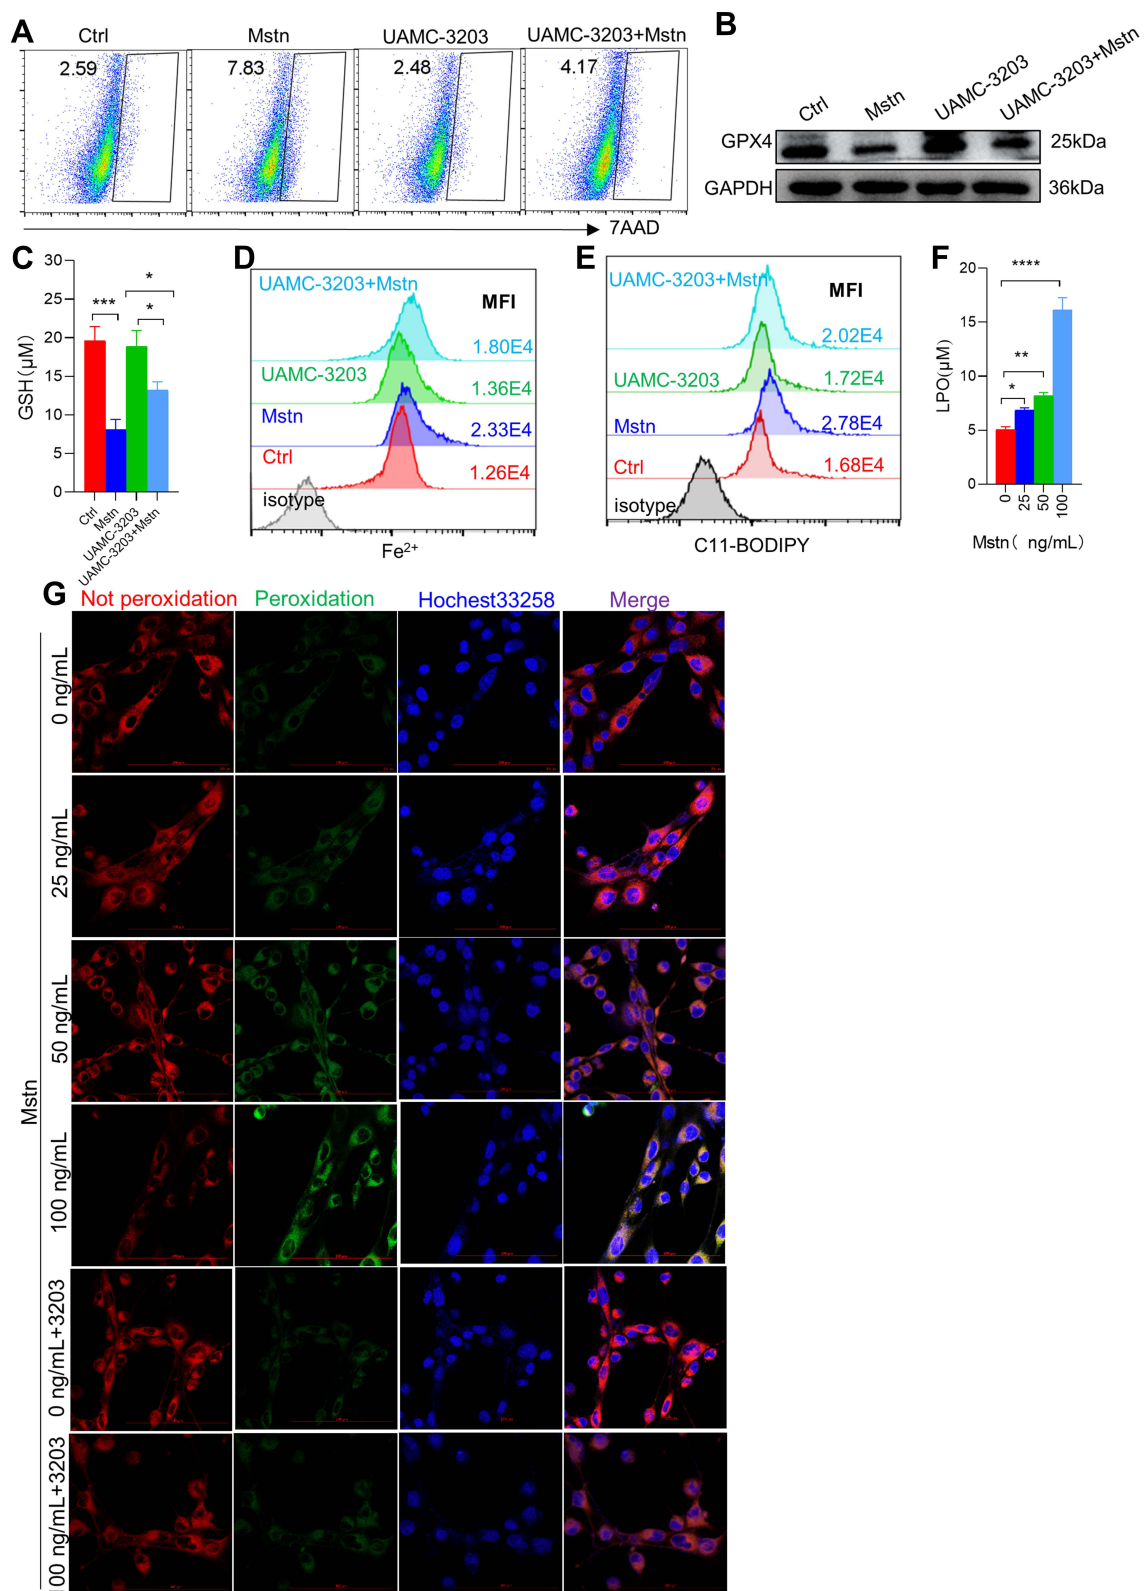 A
Ctrl
Mstn
UAMC-3203
UAMC-3203+Mstn
2.59
7.83
2.48
4.17
7AAD
B
Ctrl
Mstn
UAMC-3203
UAMC-3203+Mstn
GPX4
25kDa
GAPDH
36kDa
C
GSH (μM)
30
25
20
15
10
5
0
***
*
*
Ctrl
Mstn
UAMC-3203
UAMC-3203+Mstn
D
UAMC-3203+Mstn
MFI
1.80E4
UAMC-3203
1.36E4
Mstn
2.33E4
Ctrl
1.26E4
isotype
Fe²⁺
E
UAMC-3203+Mstn
MFI
2.02E4
UAMC-3203
1.72E4
Mstn
2.78E4
Ctrl
1.68E4
isotype
C11-BODIPY
F
LPO(μM)
20
15
10
5
0
****
**
*
0
25
50
100
Mstn( ng/mL)
G
Not peroxidation
Peroxidation
Hochest33258
Merge
Mstn
0 ng/mL
25 ng/mL
50 ng/mL
100 ng/mL
0 ng/mL+3203
100 ng/mL+3203